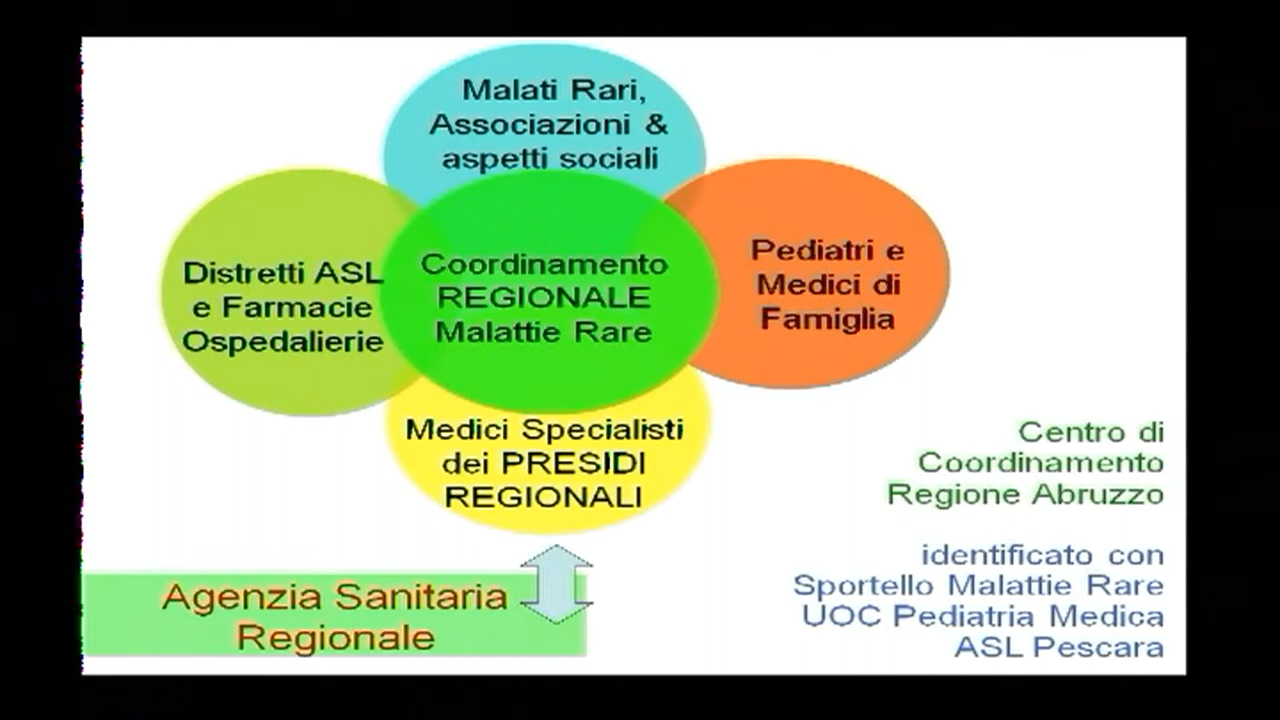 Malati Rari,
Associazioni &
aspetti sociali
Distretti ASL
e Farmacie
Ospedalierie
Coordinamento
REGIONALE
Malattie Rare
Pediatri e
Medici di
Famiglia
Medici Specialisti
dei PRESIDI
REGIONALI
Centro di
Coordinamento
Regione Abruzzo
identificato con
Sportello Malattie Rare
UOC Pediatria Medica
ASL Pescara
Agenzia Sanitaria
Regionale